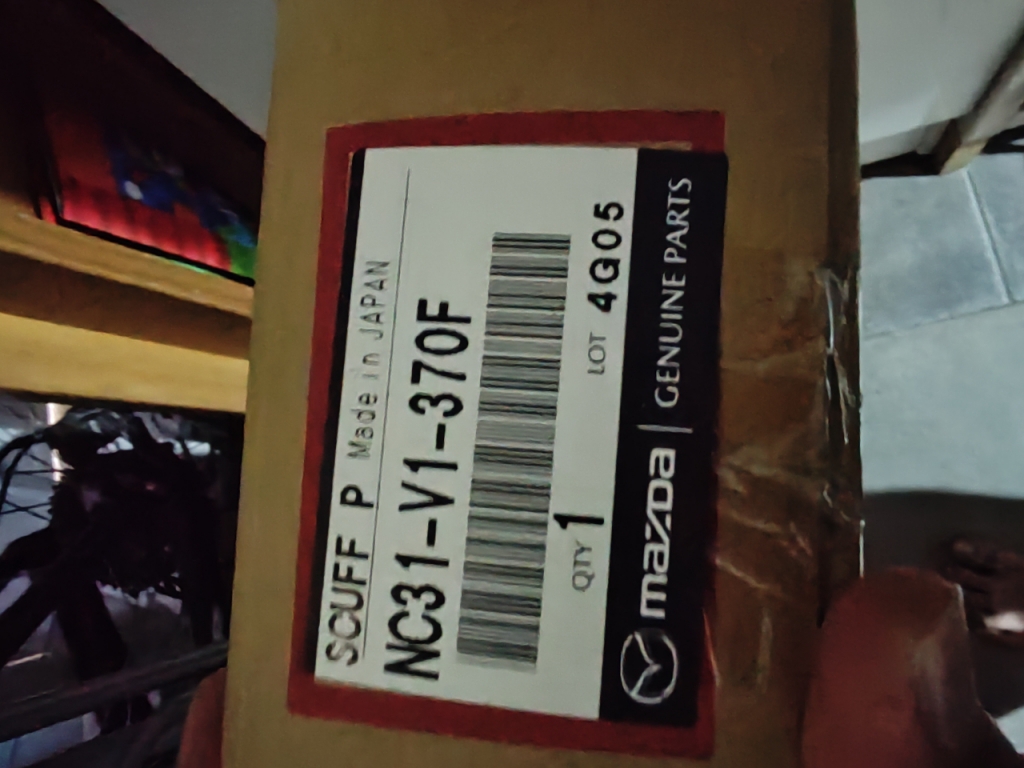 SCUFF P Made in JAPAN
NC31-V1-370F
QTY 1 LOT 4G05
mazda | GENUINE PARTS